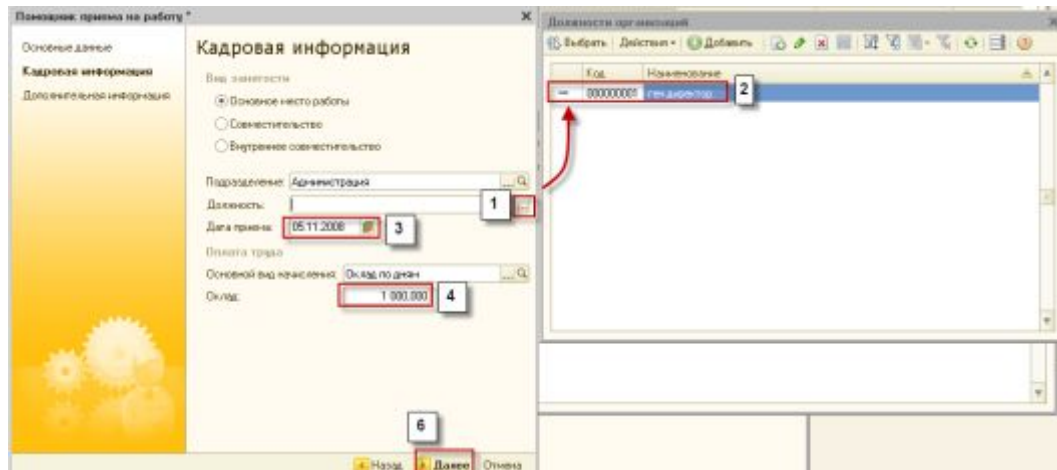 Помощник приема на работу *
Основные данные
Кадровая информация
Дополнительная информация
Кадровая информация
Вид занятости
Основное место работы
Совместительство
Внутреннее совместительство
Подразделение: Администрация
Должность:
1
Дата приема: 05.11.2008
3
Оплата труда
Основной вид начисления: Оклад по дням
Оклад: 1 000,000
4
6
Назад Далее Отмена
Должности организаций
Выбрать Действия Добавить
Код Наименование
000000001 ген.директор
2